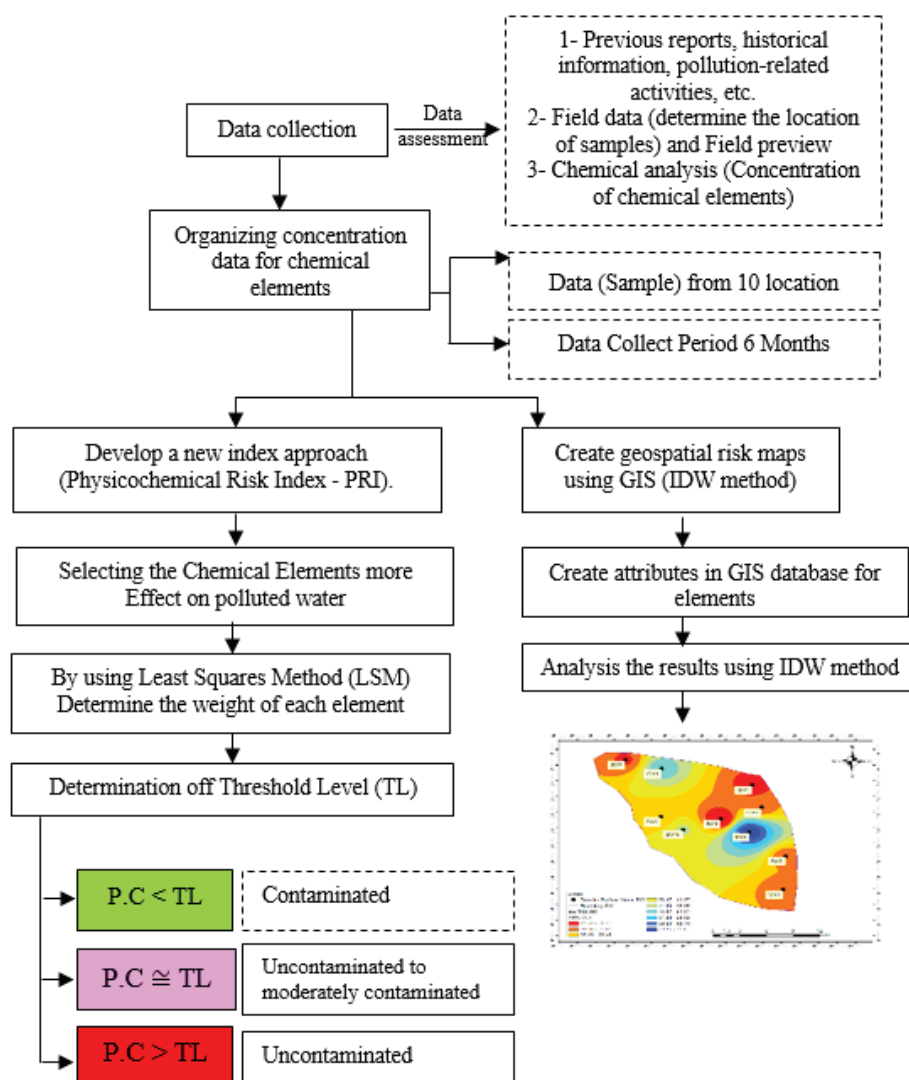 1- Previous reports, historical
information, pollution-related
activities, etc.
2- Field data (determine the location
of samples) and Field preview
3- Chemical analysis (Concentration
of chemical elements)
Data collection
Data
assessment
Organizing concentration
data for chemical
elements
Data (Sample) from 10 location
Data Collect Period 6 Months
Develop a new index approach
(Physicochemical Risk Index - PRI).
Create geospatial risk maps
using GIS (IDW method)
Selecting the Chemical Elements more
Effect on polluted water
Create attributes in GIS database for
elements
By using Least Squares Method (LSM)
Determine the weight of each element
Analysis the results using IDW method
Determination off Threshold Level (TL)
P.C < TL
Contaminated
P.C ≅ TL
Uncontaminated to
moderately contaminated
P.C > TL
Uncontaminated